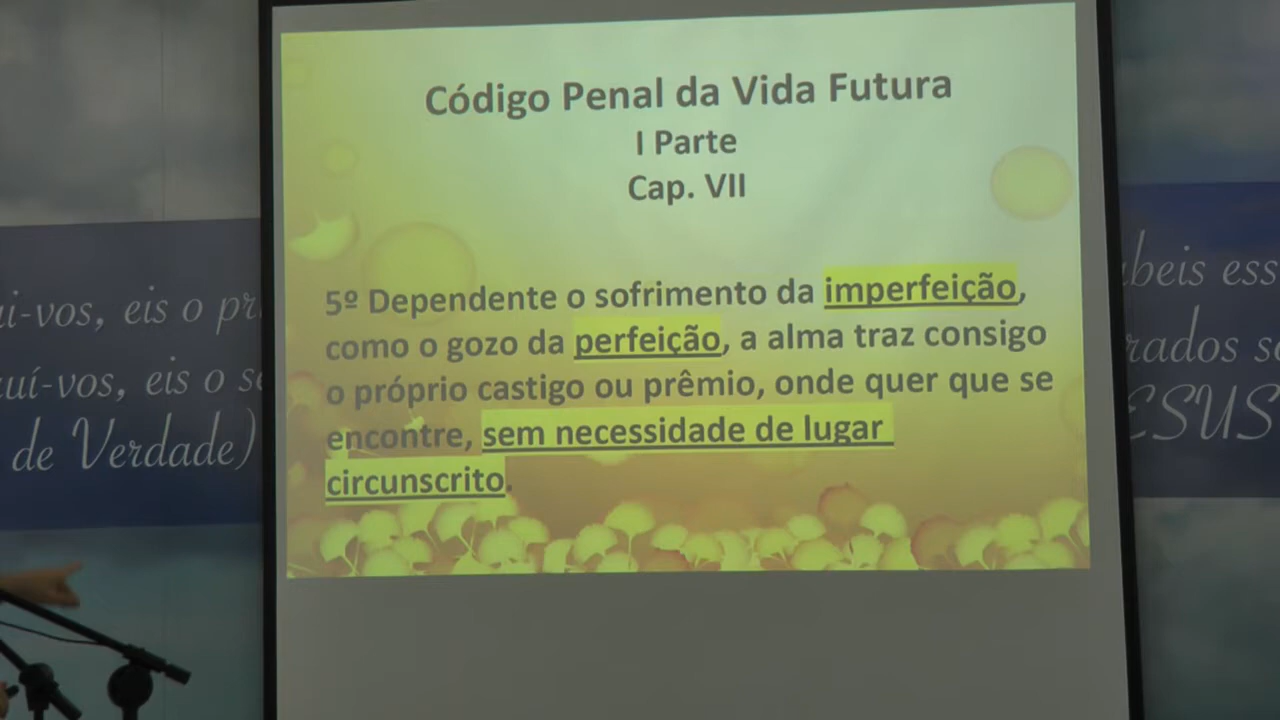 Código Penal da Vida Futura
I Parte
Cap. VII
5º Dependente o sofrimento da imperfeição,
como o gozo da perfeição, a alma traz consigo
o próprio castigo ou prêmio, onde quer que se
encontre, sem necessidade de lugar
circunscrito.
i-vos, eis o pr
uí-vos, eis o se
de Verdade)
beis ess
rados se
ESUS